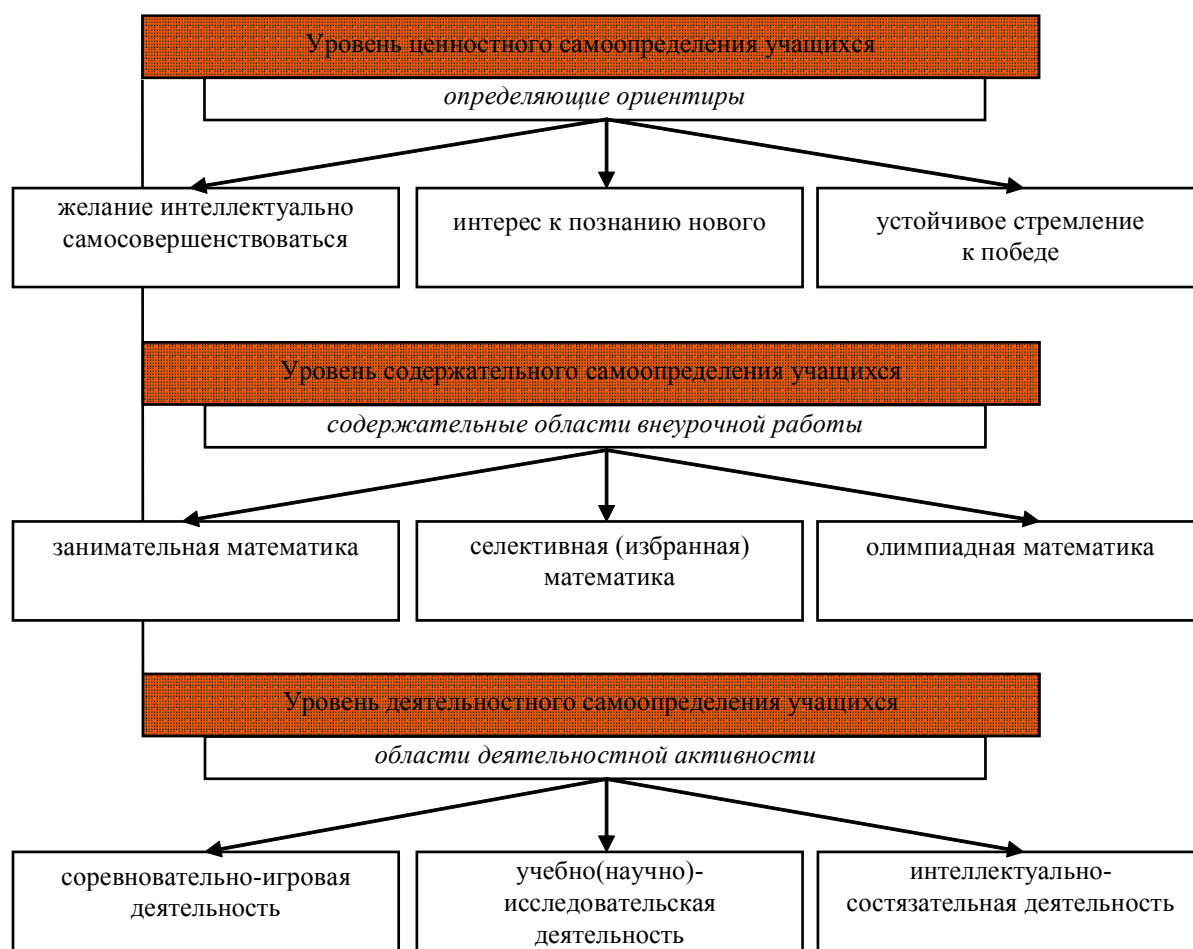 Уровень ценностного самоопределения учащихся
определяющие ориентиры
желание интеллектуально
самосовершенствоваться
интерес к познанию нового
устойчивое стремление
к победе
Уровень содержательного самоопределения учащихся
содержательные области внеурочной работы
занимательная математика
селективная (избранная)
математика
олимпиадная математика
Уровень деятельностного самоопределения учащихся
области деятельностной активности
соревновательно-игровая
деятельность
учебно(научно)-
исследовательская
деятельность
интеллектуально-
состязательная деятельность